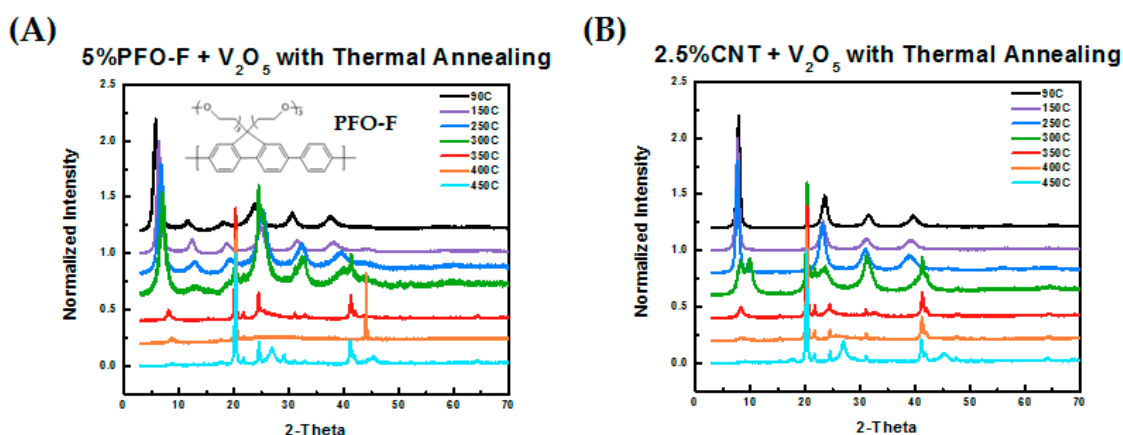 (A)
5%PFO-F + V2O5 with Thermal Annealing
2.5
2.0
1.5
1.0
0.5
0.0
Normalized Intensity
0
10
20
30
40
50
60
70
2-Theta
O
O
3
3
PFO-F
90C
150C
250C
300C
350C
400C
450C
(B)
2.5%CNT + V2O5 with Thermal Annealing
2.5
2.0
1.5
1.0
0.5
0.0
Normalized Intensity
0
10
20
30
40
50
60
70
2-Theta
90C
150C
250C
300C
350C
400C
450C